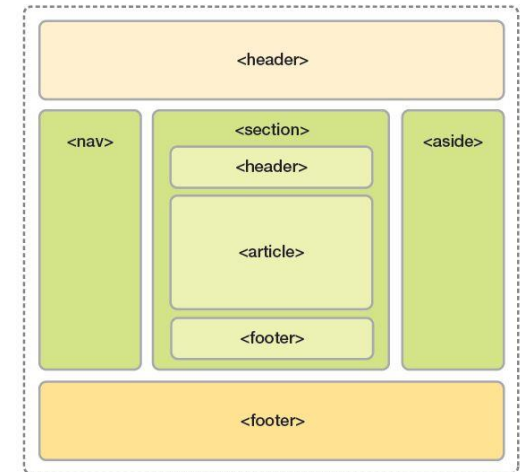 <header>
<nav>
<section>
<aside>
<header>
<article>
<footer>
<footer>